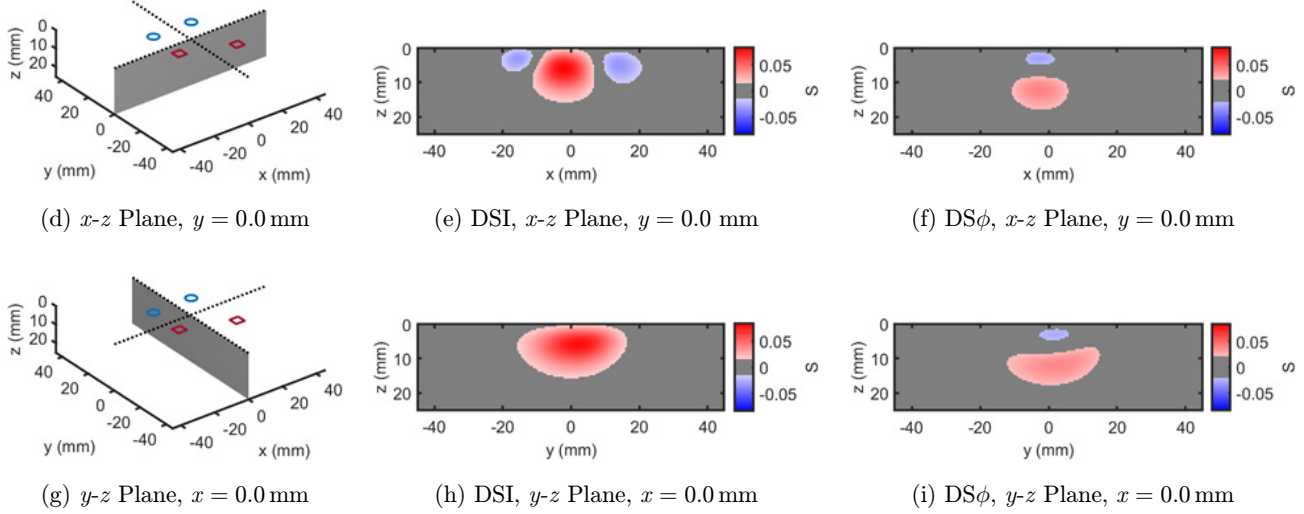 z (mm)
0
10
20
40
20
0
-20
-40
y (mm)
-40
-20
0
20
40
x (mm)
z (mm)
0
10
20
-40
-20
0
20
40
x (mm)
0.05
0
-0.05
S
z (mm)
0
10
20
-40
-20
0
20
40
x (mm)
0.05
0
-0.05
S
(d) x-z Plane, y = 0.0 mm
(e) DSI, x-z Plane, y = 0.0 mm
(f) DSϕ, x-z Plane, y = 0.0 mm
z (mm)
0
10
20
40
20
0
-20
-40
y (mm)
-40
-20
0
20
40
x (mm)
z (mm)
0
10
20
-40
-20
0
20
40
y (mm)
0.05
0
-0.05
S
z (mm)
0
10
20
-40
-20
0
20
40
y (mm)
0.05
0
-0.05
S
(g) y-z Plane, x = 0.0 mm
(h) DSI, y-z Plane, x = 0.0 mm
(i) DSϕ, y-z Plane, x = 0.0 mm